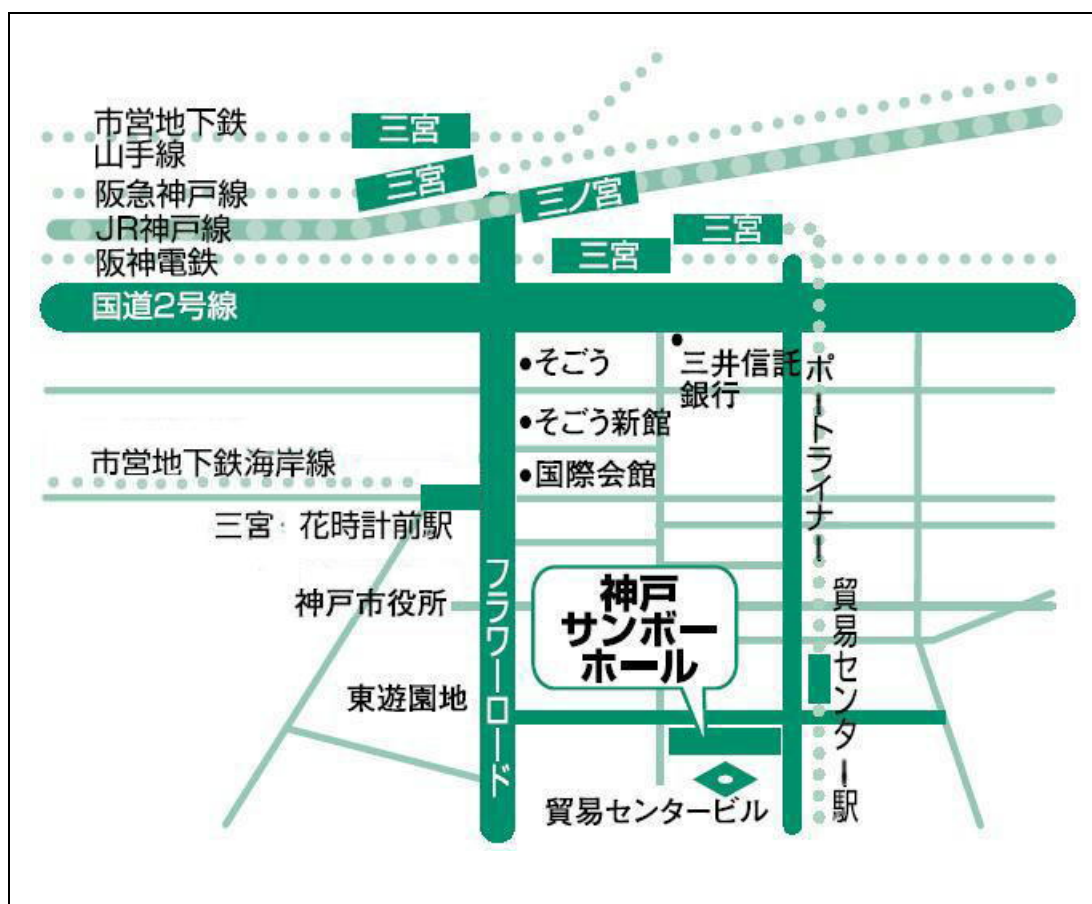 市営地下鉄
山手線
三宮
阪急神戸線
三宮
JR神戸線
三ノ宮
阪神電鉄
三宮
三宮
国道2号線
そごう
三井信託
銀行
ポートライナー
そごう新館
市営地下鉄海岸線
国際会館
三宮・花時計前駅
フラワーロード
神戸
サンボー
ホール
神戸市役所
貿易センター駅
東遊園地
貿易センタービル